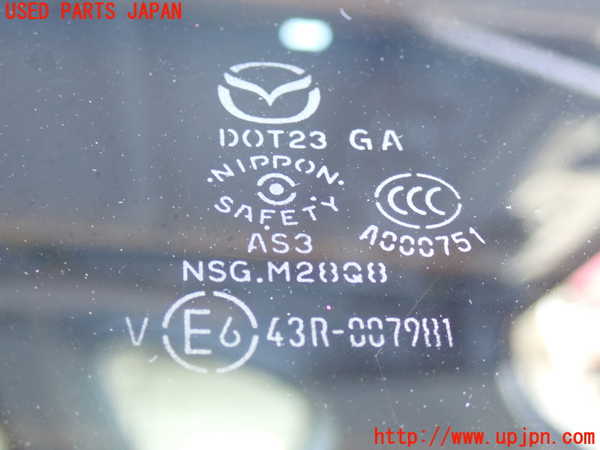 USED PARTS JAPAN
DOT23 GA
·NIPPON·
SAFETY
CCC
A000751
AS3
NSG.M28Q8
V E6 43R-007981
http://www.upjpn.com